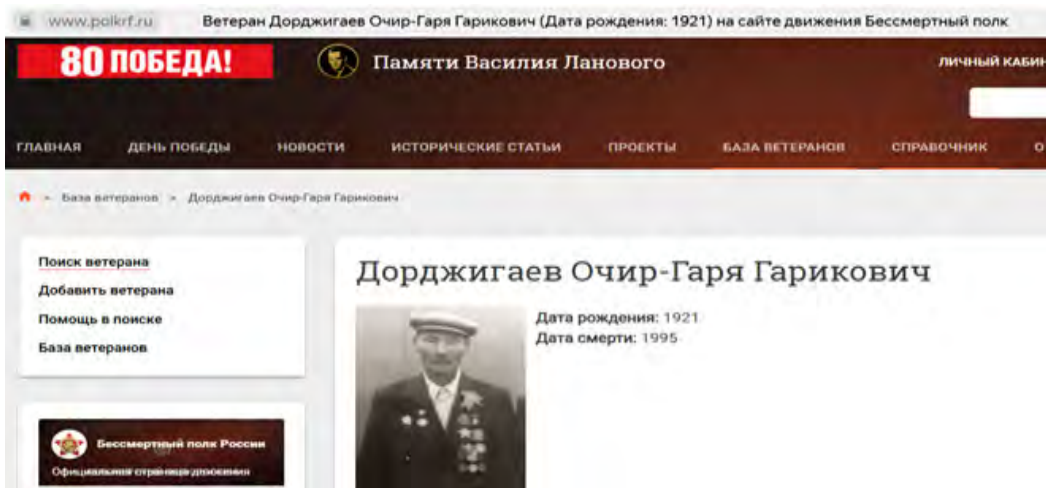 www.polkrf.ru Ветеран Дорджигаев Очир-Гаря Гарикович (Дата рождения: 1921) на сайте движения Бессмертный полк
80 ПОБЕДА!
Памяти Василия Ланового
ЛИЧНЫЙ КАБИН
ГЛАВНАЯ ДЕНЬ ПОБЕДЫ НОВОСТИ ИСТОРИЧЕСКИЕ СТАТЬИ ПРОЕКТЫ БАЗА ВЕТЕРАНОВ СПРАВОЧНИК О
> База ветеранов > Дорджигаев Очир-Гаря Гарикович
Поиск ветерана
Добавить ветерана
Помощь в поиске
База ветеранов
Дорджигаев Очир-Гаря Гарикович
Дата рождения: 1921
Дата смерти: 1995
Бессмертный полк России
Официальная страница движения